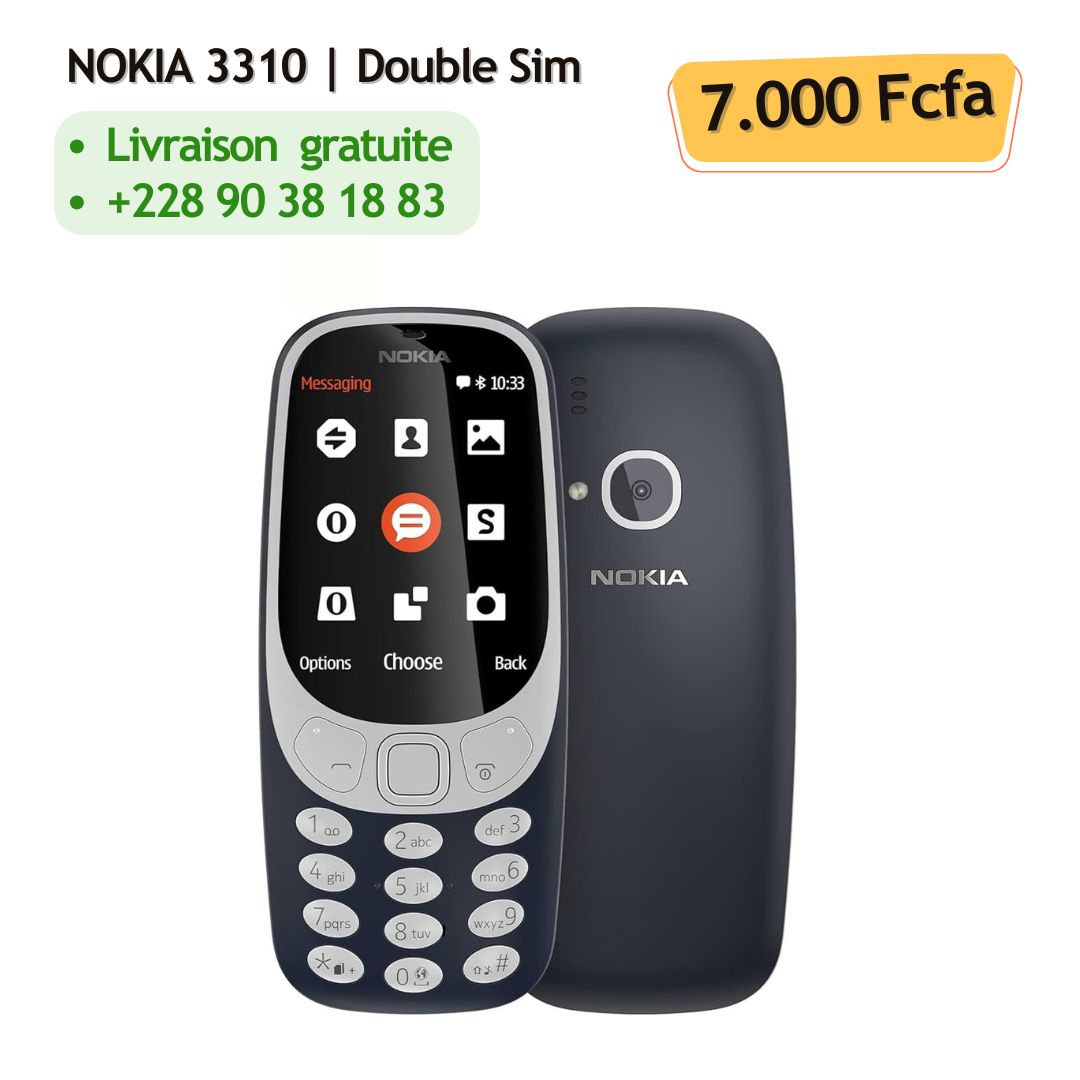 NOKIA 3310 | Double Sim
7.000 Fcfa
• Livraison gratuite
• +228 90 38 18 83
NOKIA
Messaging 10:33
O
S
O
Options Choose Back
NOKIA
1
2 abc
def 3
4 ghi
5 jkl
mno 6
7 pqrs
8 tuv
wxyz 9
* +
0
#